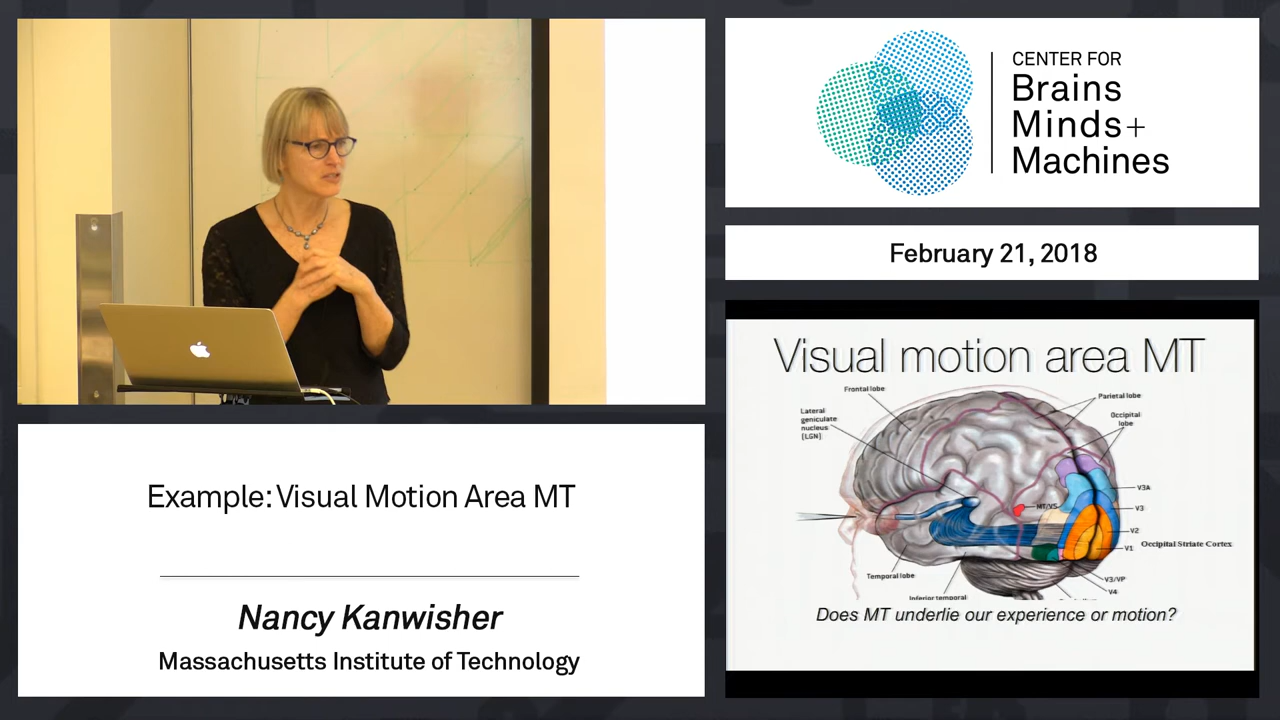 CENTER FOR
Brains
Minds+
Machines
February 21, 2018
Example: Visual Motion Area MT
Nancy Kanwisher
Massachusetts Institute of Technology
Visual motion area MT
Frontal lobe
Lateral
geniculate
nucleus
[LGN]
Parietal lobe
Occipital
lobe
V3A
MT/V5
V3
V2
V1
Occipital Striate Cortex
Temporal lobe
Inferior temporal
V3/VP
V4
Does MT underlie our experience or motion?